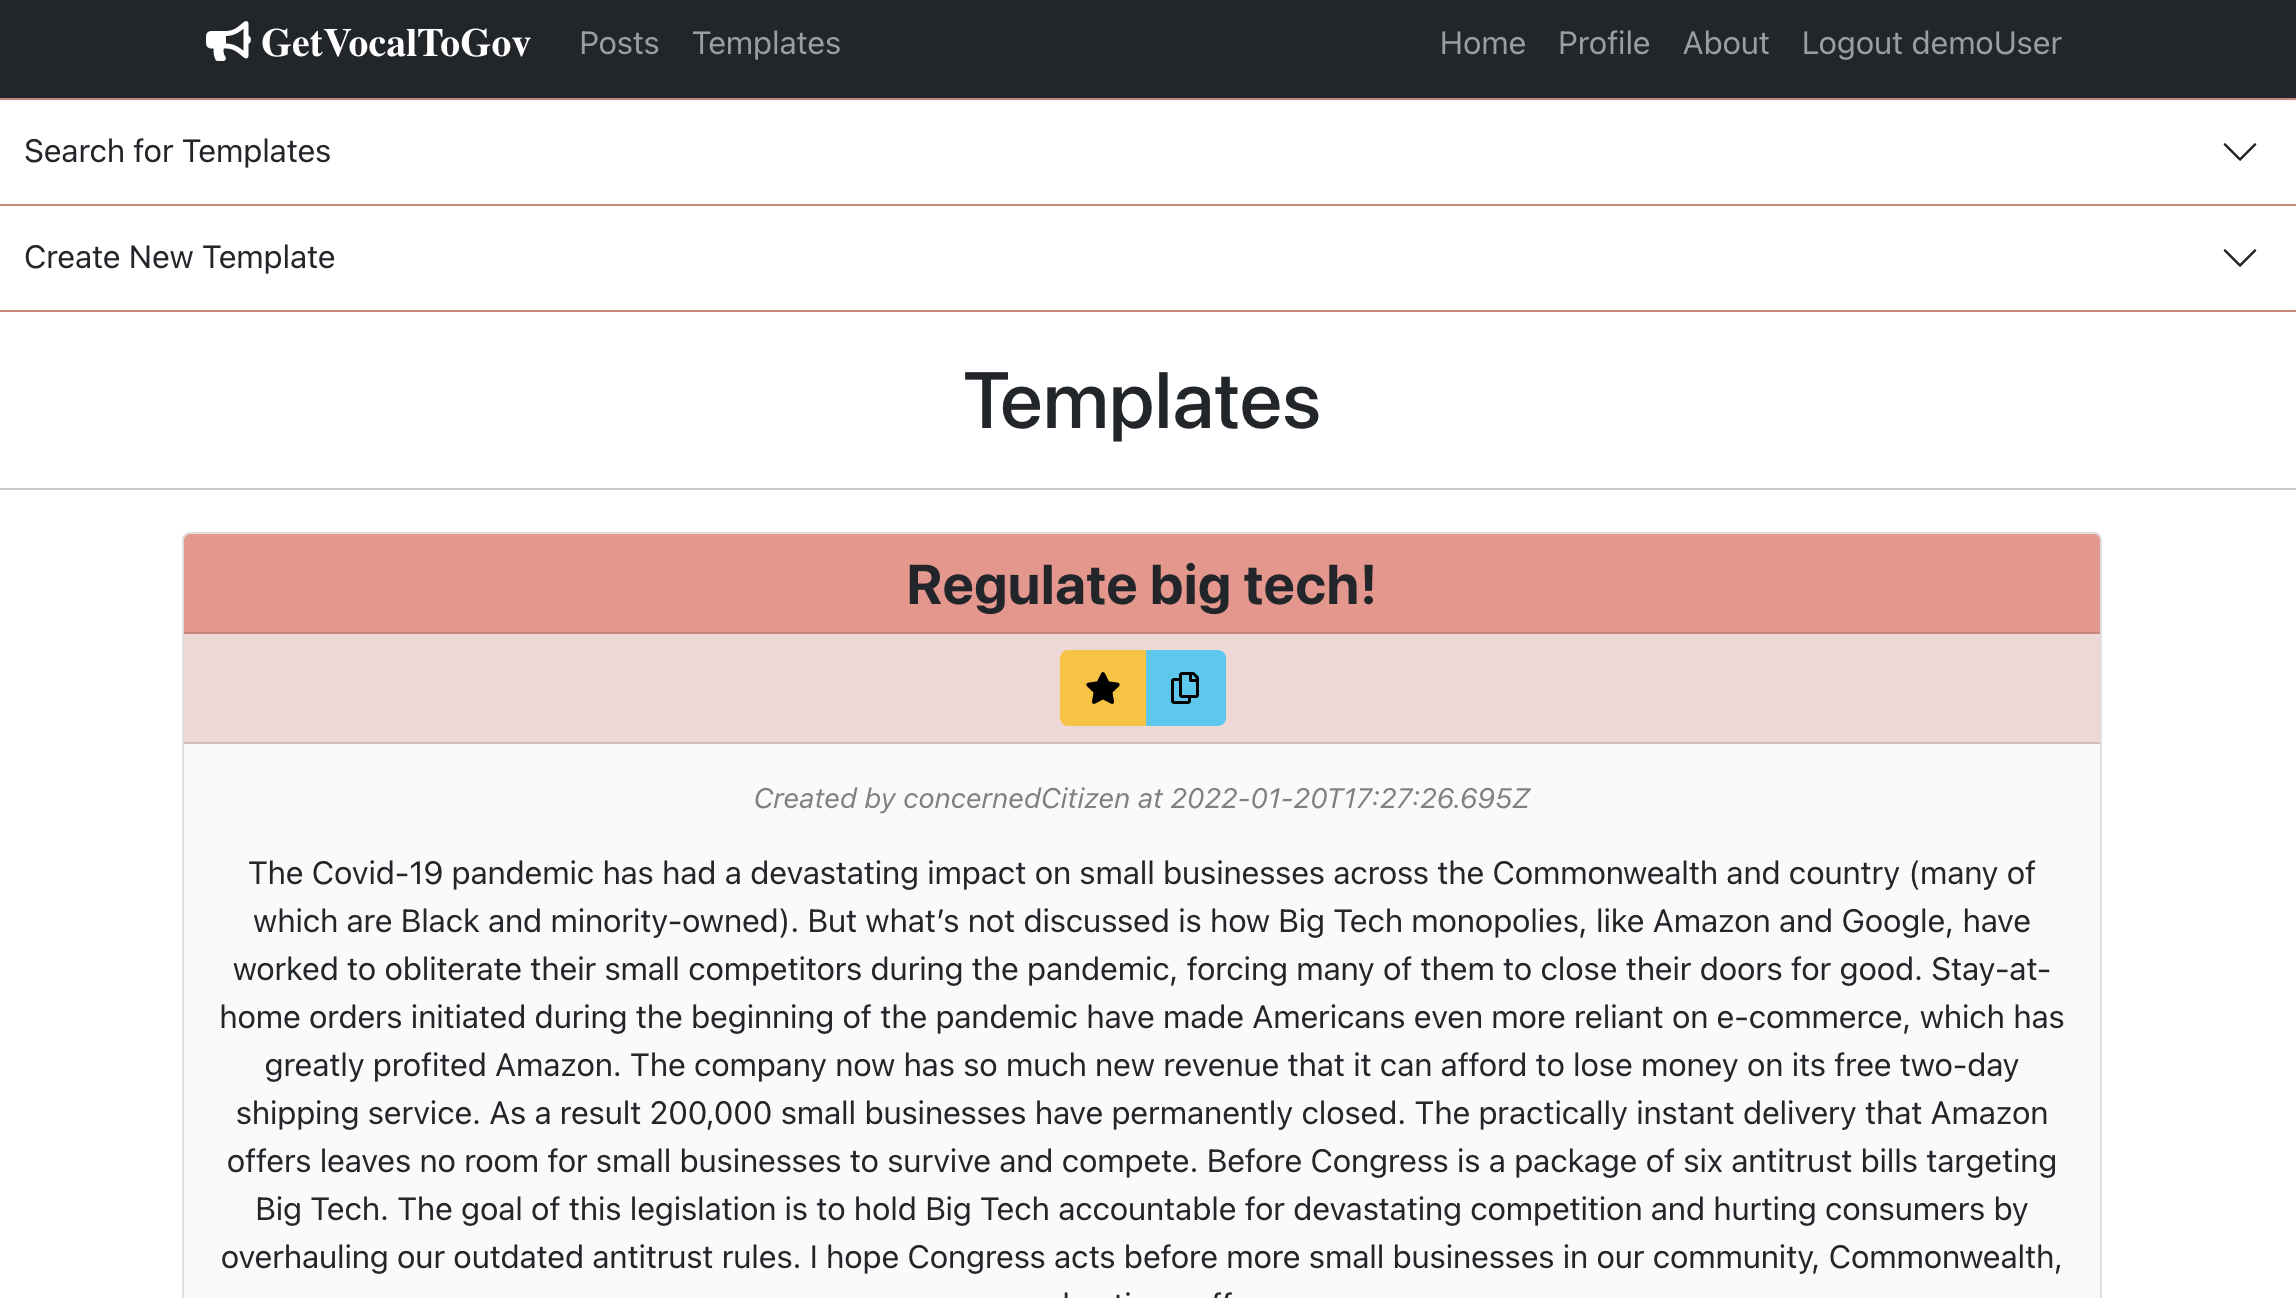 GetVocalToGov Posts Templates Home Profile About Logout demoUser
Search for Templates
Create New Template
Templates
Regulate big tech!
Created by concernedCitizen at 2022-01-20T17:27:26.695Z
The Covid-19 pandemic has had a devastating impact on small businesses across the Commonwealth and country (many of
which are Black and minority-owned). But what’s not discussed is how Big Tech monopolies, like Amazon and Google, have
worked to obliterate their small competitors during the pandemic, forcing many of them to close their doors for good. Stay-at-
home orders initiated during the beginning of the pandemic have made Americans even more reliant on e-commerce, which has
greatly profited Amazon. The company now has so much new revenue that it can afford to lose money on its free two-day
shipping service. As a result 200,000 small businesses have permanently closed. The practically instant delivery that Amazon
offers leaves no room for small businesses to survive and compete. Before Congress is a package of six antitrust bills targeting
Big Tech. The goal of this legislation is to hold Big Tech accountable for devastating competition and hurting consumers by
overhauling our outdated antitrust rules. I hope Congress acts before more small businesses in our community, Commonwealth,